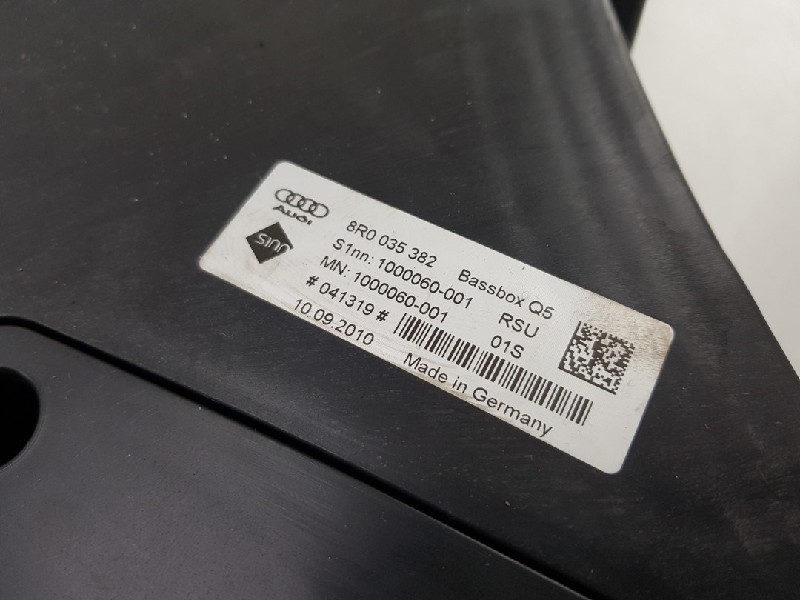 Audi
S1nn
8R0 035 382 Bassbox Q5
S1nn: 1000060-001 RSU
MN: 1000060-001 01S
# 041319 #
10.09.2010 Made in Germany